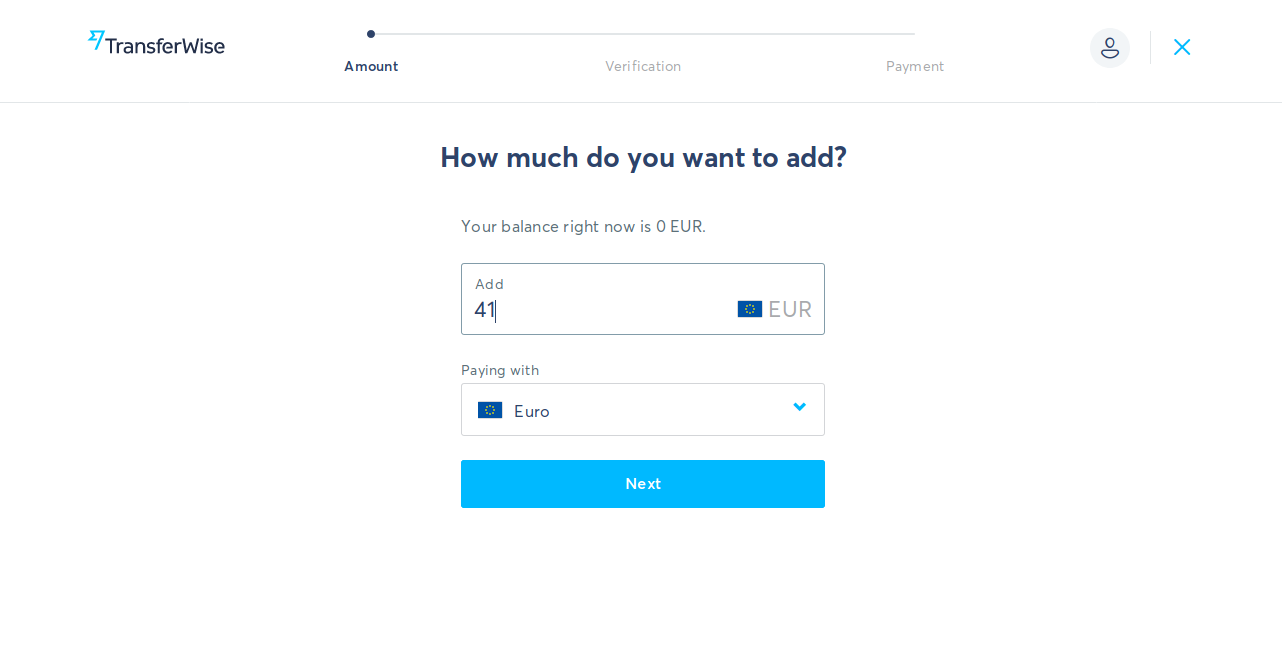 TransferWise
Amount
Verification
Payment
How much do you want to add?
Your balance right now is 0 EUR.
Add
41
EUR
Paying with
Euro
Next